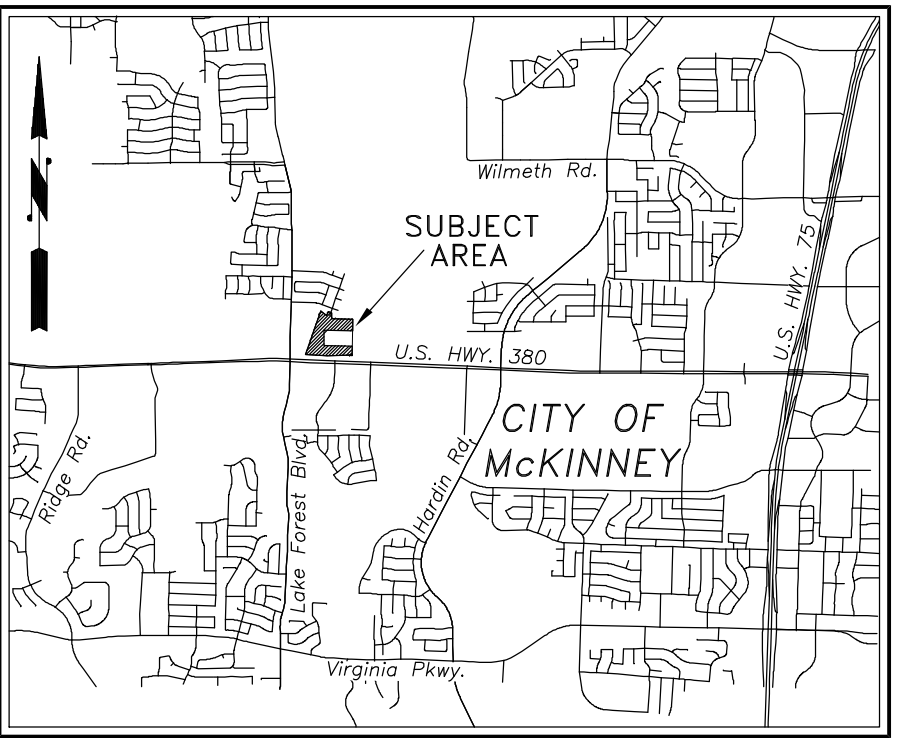 N
Wilmeth Rd.
SUBJECT
AREA
U.S. HWY. 75
U.S. HWY. 380
CITY OF
McKINNEY
Ridge Rd.
Lake Forest Blvd.
Hardin Rd.
Virginia Pkwy.